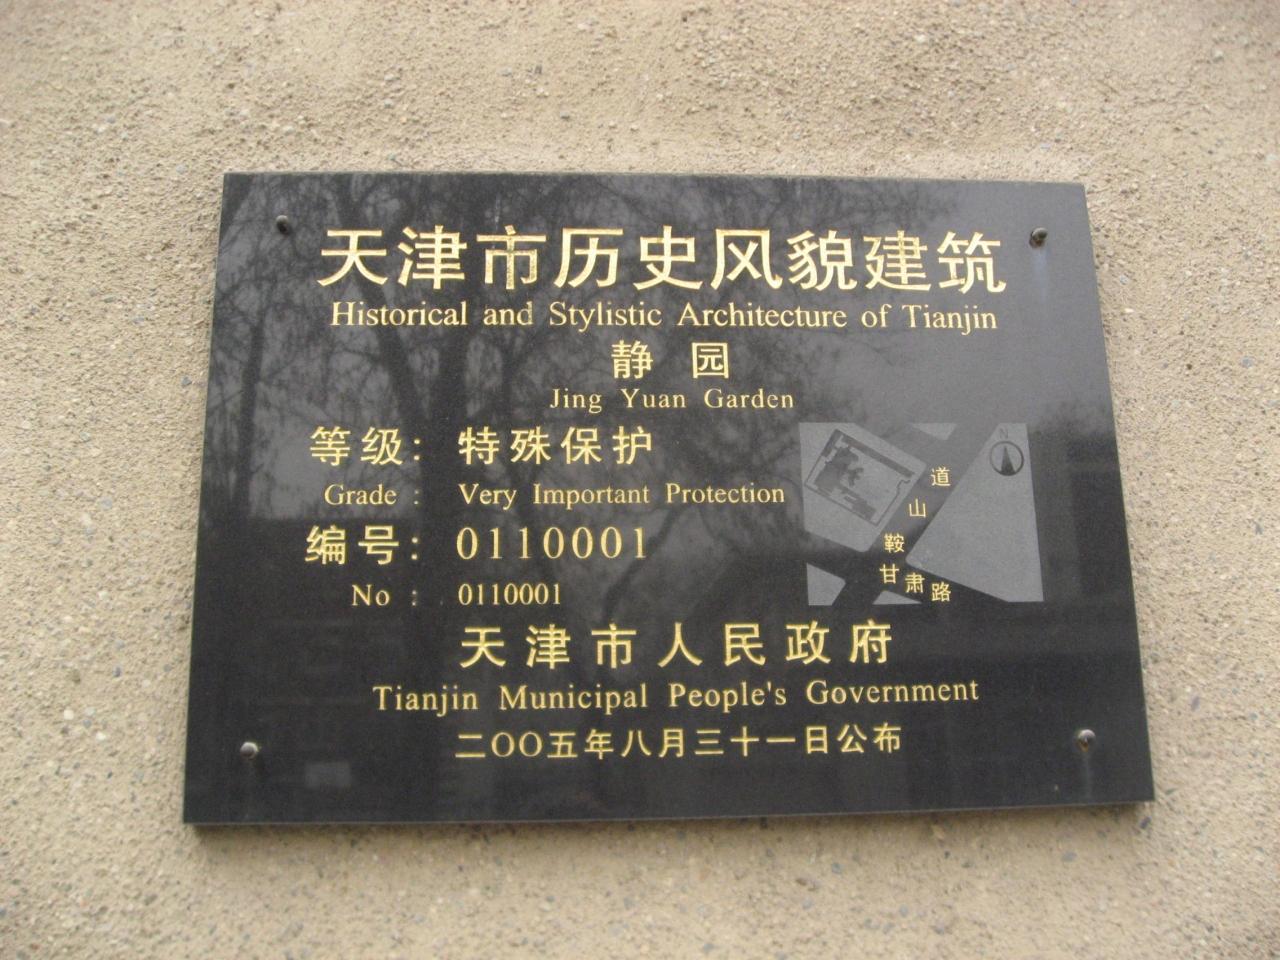 天津市历史风貌建筑
Historical and Stylistic Architecture of Tianjin
静园
Jing Yuan Garden
等级：特殊保护
Grade : Very Important Protection
编号：0110001
No : 0110001
N
鞍山道
甘肃路
天津市人民政府
Tianjin Municipal People's Government
二OO五年八月三十一日公布